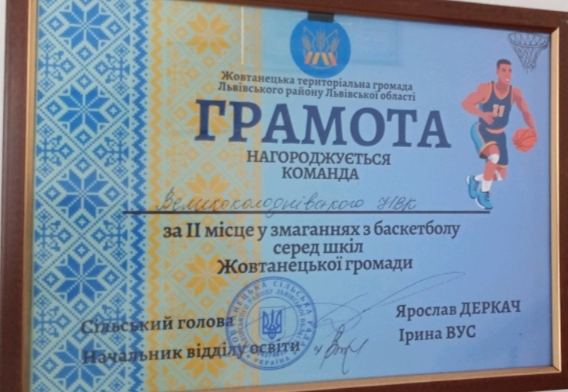 Жовтанецька територіальна громада
Львівського району Львівської області
ГРАМОТА
НАГОРОДЖУЄТЬСЯ
КОМАНДА
Великоколоднівського НВК
за ІІ місце у змаганнях з баскетболу
серед шкіл
Жовтанецької громади
Сільський голова Ярослав ДЕРКАЧ
Начальник відділу освіти Ірина ВУС